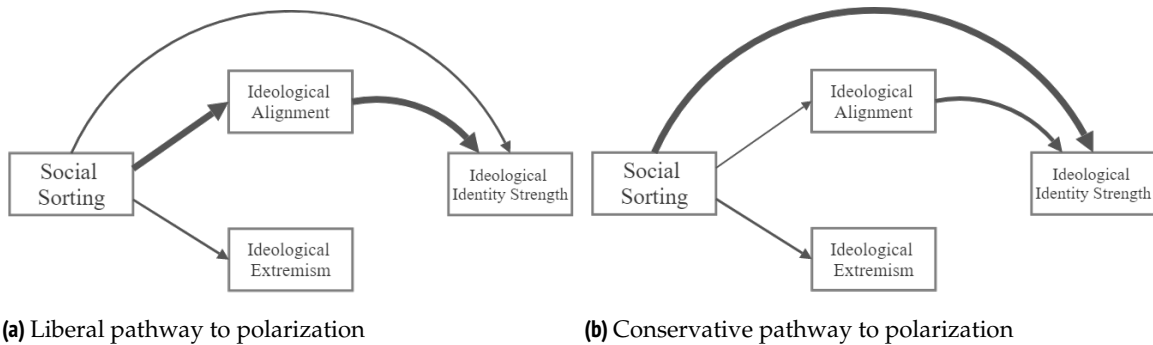 Ideological
Alignment
Social
Sorting
Ideological
Identity Strength
Ideological
Extremism
(a) Liberal pathway to polarization
Ideological
Alignment
Social
Sorting
Ideological
Identity Strength
Ideological
Extremism
(b) Conservative pathway to polarization